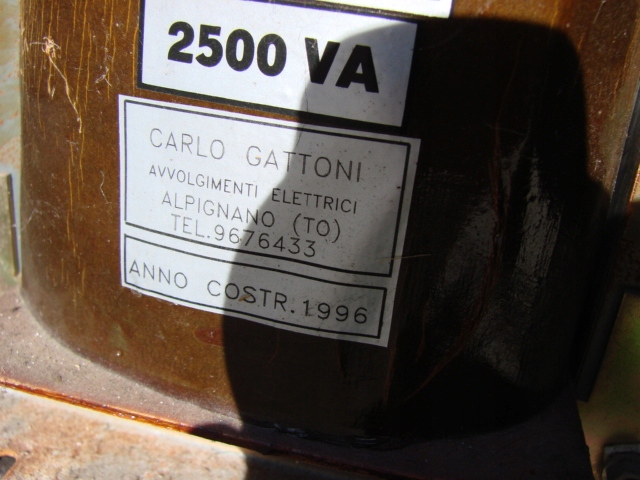 2500 VA
CARLO GATTONI
AVVOLGIMENTI ELETTRICI
ALPIGNANO (TO)
TEL.9676433
ANNO COSTR.1996